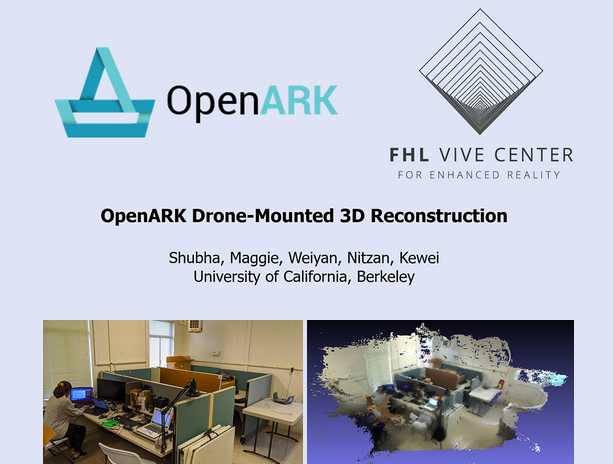 OpenARK
FHL VIVE CENTER
FOR ENHANCED REALITY
OpenARK Drone-Mounted 3D Reconstruction
Shubha, Maggie, Weiyan, Nitzan, Kewei
University of California, Berkeley